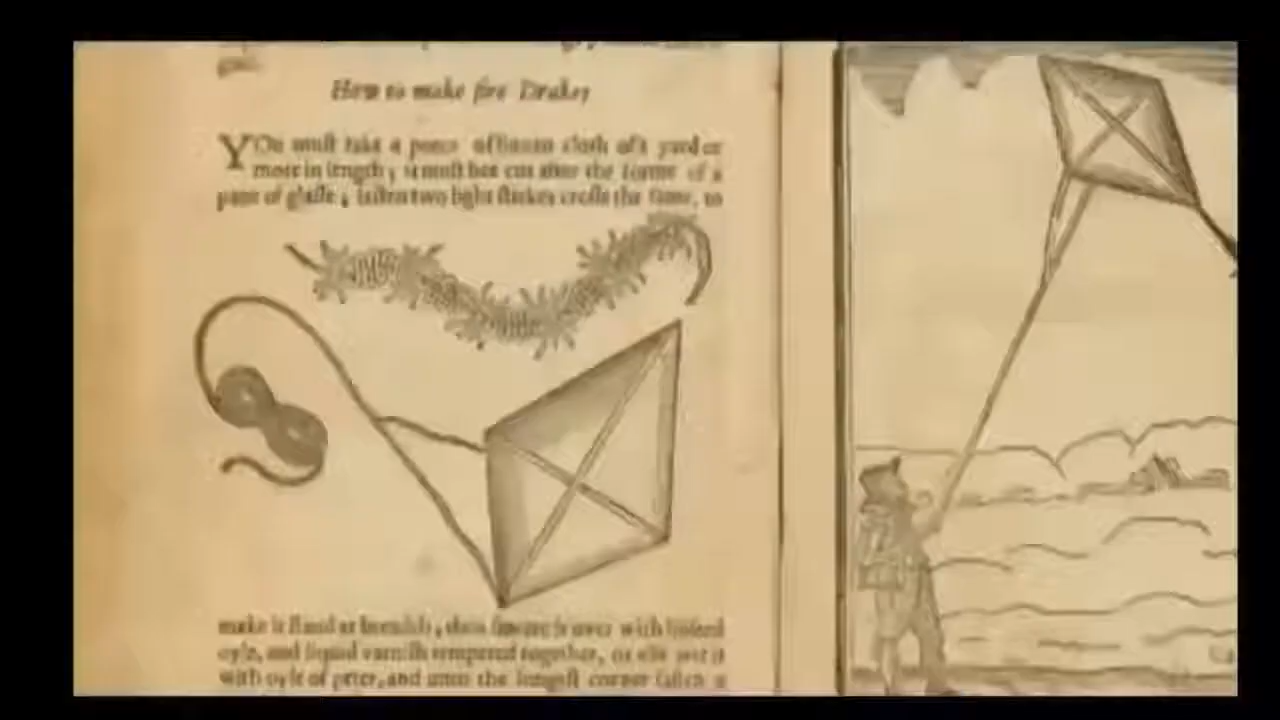 How to make fire Drakes
YOu must take a peece of linnen cloth of a yard or
more in length, it must bee cut after the forme of a
pane of glasse, fasten two light stickes crosse the same, to
make it stand at breadth, then smeare it over with linseed
oyle, and liquid varnish tempered together, or else wet it
with oyle of peter, and unto the longest corner fasten a